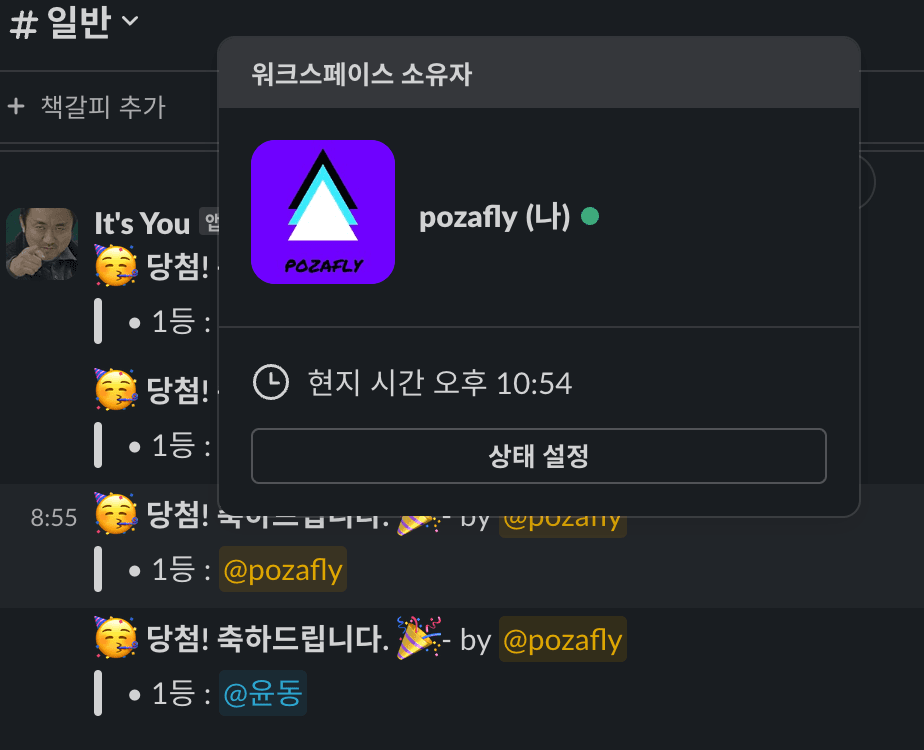 # 일반
워크스페이스 소유자
+ 책갈피 추가
POZAFLY
pozafly (나)
It's You 앱
당첨!
• 1등 :
현지 시간 오후 10:54
당첨!
• 1등 :
상태 설정
8:55 당첨! 축하드립니다. - by @pozafly
• 1등 : @pozafly
당첨! 축하드립니다. - by @pozafly
• 1등 : @윤동